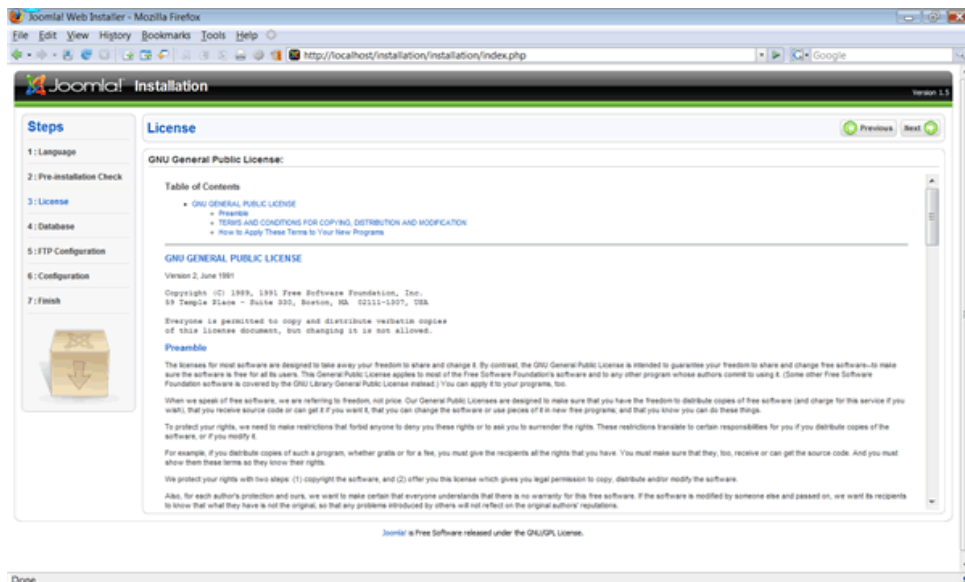 Joomla! Web Installer - Mozilla Firefox
File Edit View History Bookmarks Tools Help
http://localhost/installation/installation/index.php
Google
Joomla! Installation
Version 1.5
Steps
1 : Language
2 : Pre-installation Check
3 : License
4 : Database
5 : FTP Configuration
6 : Configuration
7 : Finish
License
Previous
Next
GNU General Public License:
Table of Contents
GNU GENERAL PUBLIC LICENSE
Preamble
TERMS AND CONDITIONS FOR COPYING, DISTRIBUTION AND MODIFICATION
How to Apply These Terms to Your New Programs
GNU GENERAL PUBLIC LICENSE
Version 2, June 1991
Copyright (C) 1989, 1991 Free Software Foundation, Inc.
59 Temple Place - Suite 330, Boston, MA 02111-1307, USA
Everyone is permitted to copy and distribute verbatim copies
of this license document, but changing it is not allowed.
Preamble
The licenses for most software are designed to take away your freedom to share and change it. By contrast, the GNU General Public License is intended to guarantee your freedom to share and change free software--to make
sure the software is free for all its users. This General Public License applies to most of the Free Software Foundation's software and to any other program whose authors commit to using it. (Some other Free Software
Foundation software is covered by the GNU Library General Public License instead.) You can apply it to your programs, too.
When we speak of free software, we are referring to freedom, not price. Our General Public Licenses are designed to make sure that you have the freedom to distribute copies of free software (and charge for this service if you
wish), that you receive source code or can get it if you want it, that you can change the software or use pieces of it in new free programs; and that you know you can do these things.
To protect your rights, we need to make restrictions that forbid anyone to deny you these rights or to ask you to surrender the rights. These restrictions translate to certain responsibilities for you if you distribute copies of the
software, or if you modify it.
For example, if you distribute copies of such a program, whether gratis or for a fee, you must give the recipients all the rights that you have. You must make sure that they, too, receive or can get the source code. And you must
show them these terms so they know their rights.
We protect your rights with two steps: (1) copyright the software, and (2) offer you this license which gives you legal permission to copy, distribute and/or modify the software.
Also, for each author's protection and ours, we want to make certain that everyone understands that there is no warranty for this free software. If the software is modified by someone else and passed on, we want its recipients
to know that what they have is not the original, so that any problems introduced by others will not reflect on the original authors' reputations.
Joomla! is Free Software released under the GNU/GPL License.
Done